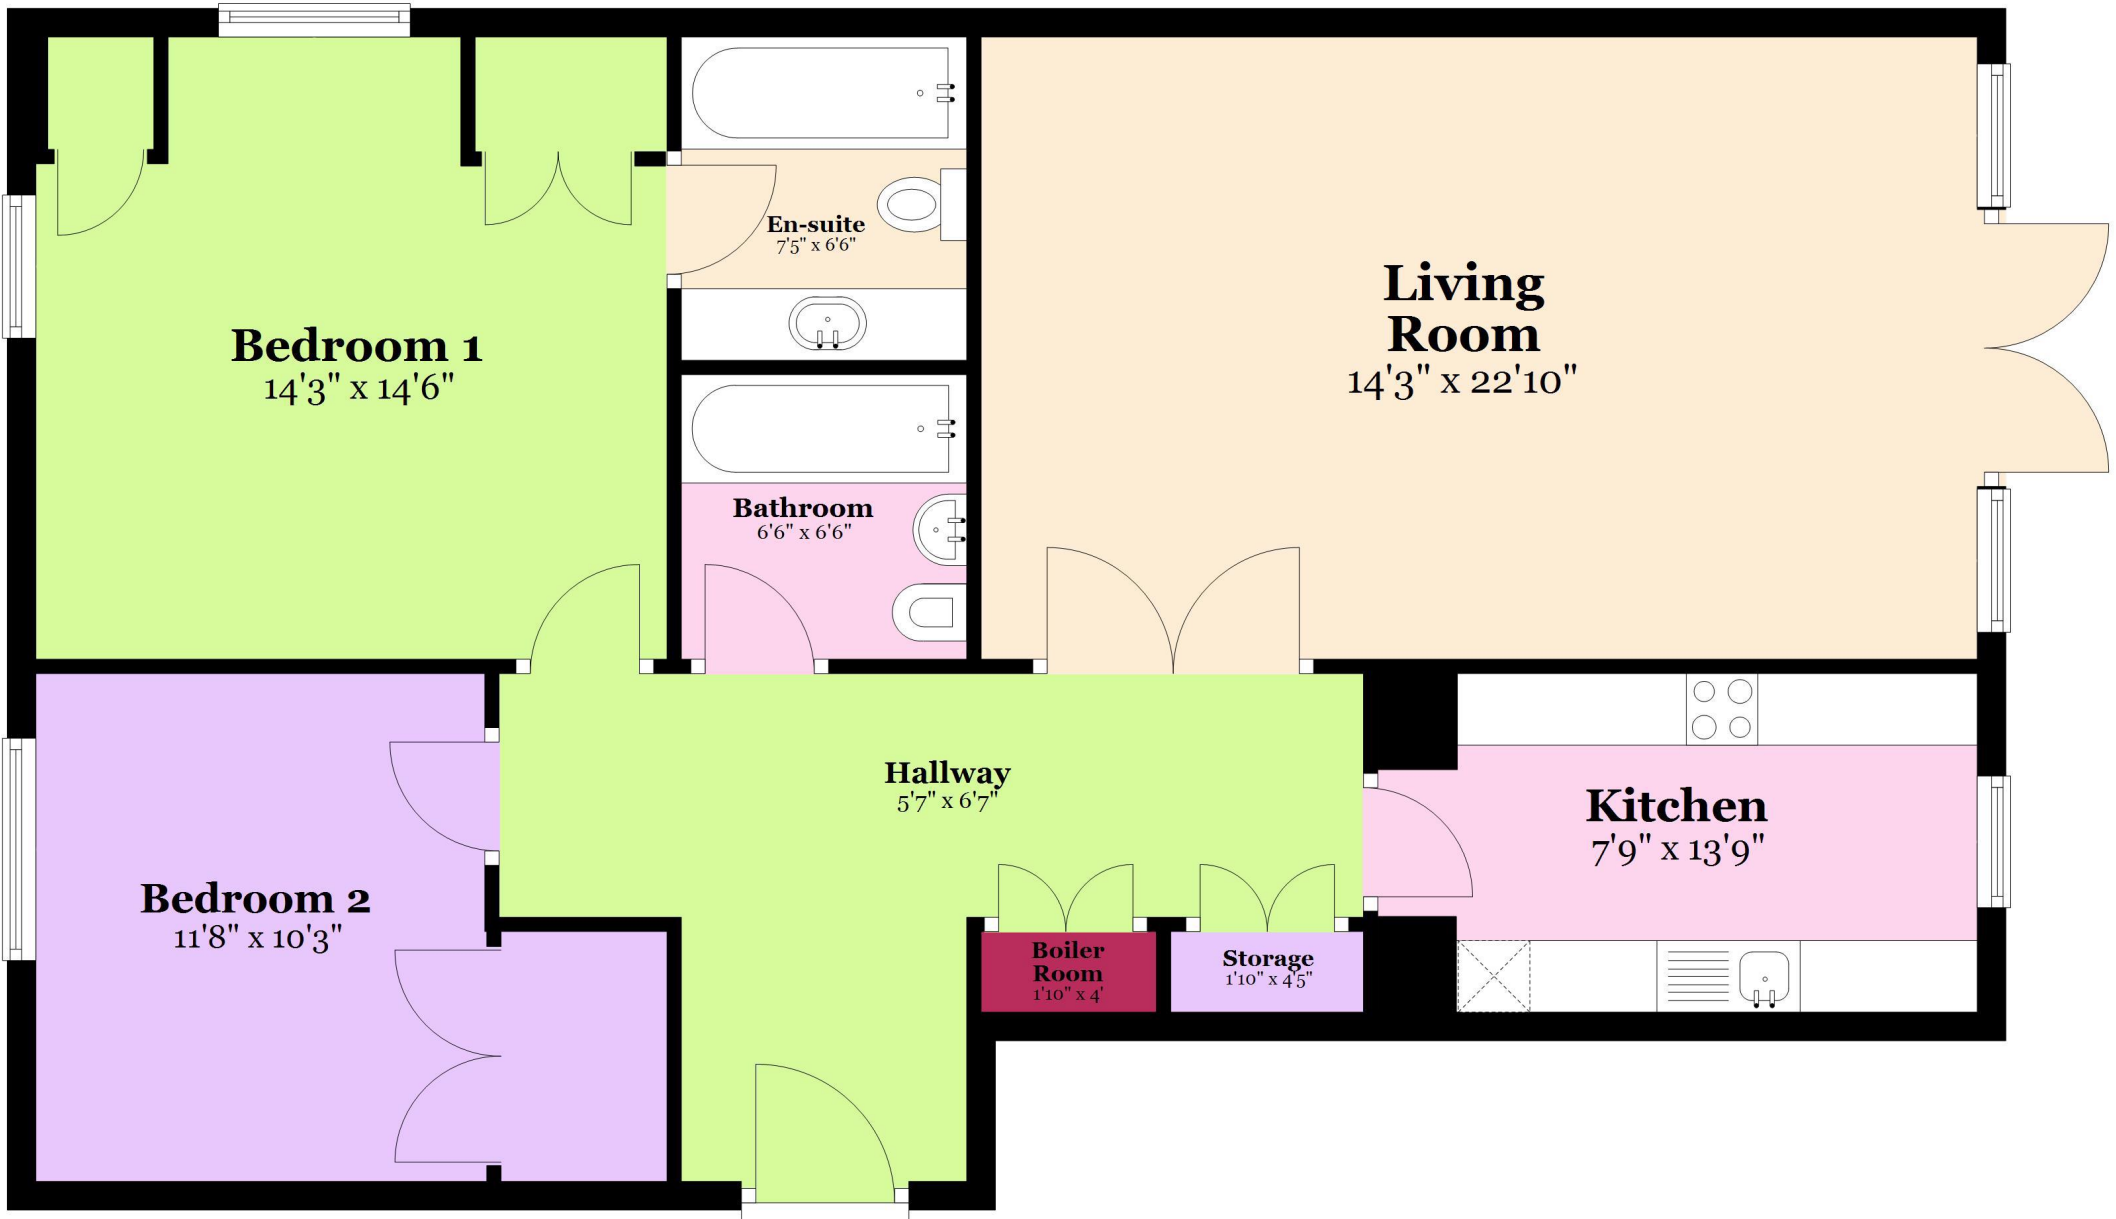 En-suite
7'5" x 6'6"
Living
Room
14'3" x 22'10"
Bedroom 1
14'3" x 14'6"
Bathroom
6'6" x 6'6"
Hallway
5'7" x 6'7"
Kitchen
7'9" x 13'9"
Bedroom 2
11'8" x 10'3"
Boiler
Room
1'10" x 4'
Storage
1'10" x 4'5"